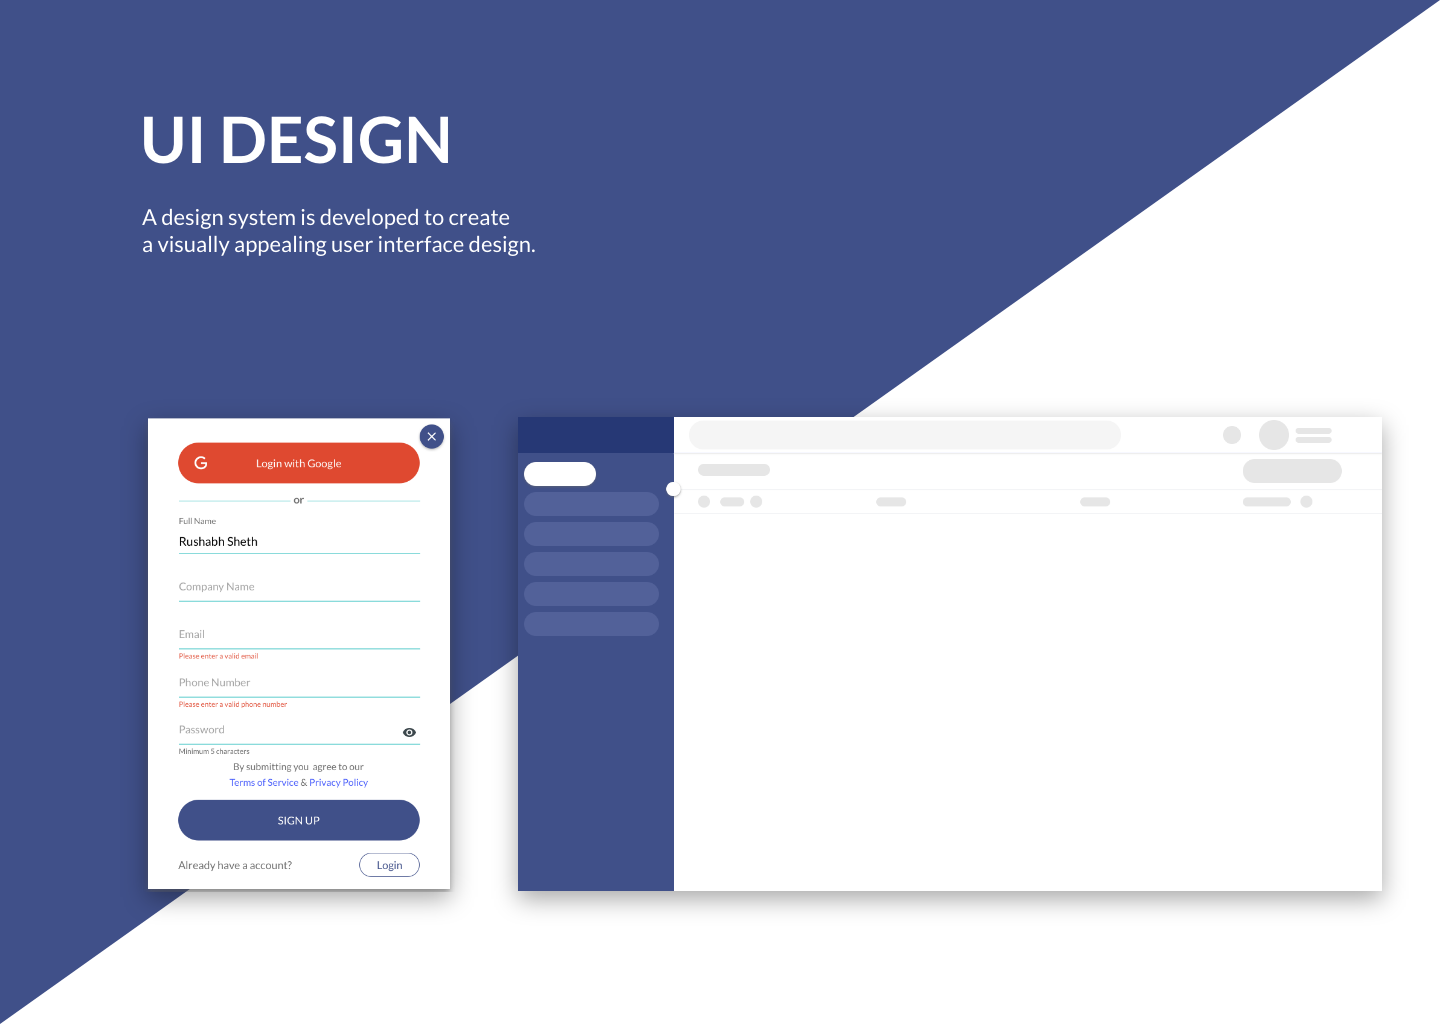 UI DESIGN
A design system is developed to create
a visually appealing user interface design.
Login with Google
or
Full Name
Rushabh Sheth
Company Name
Email
Please enter a valid email
Phone Number
Please enter a valid phone number
Password
Minimum 5 characters
By submitting you agree to our
Terms of Service & Privacy Policy
SIGN UP
Already have a account?
Login